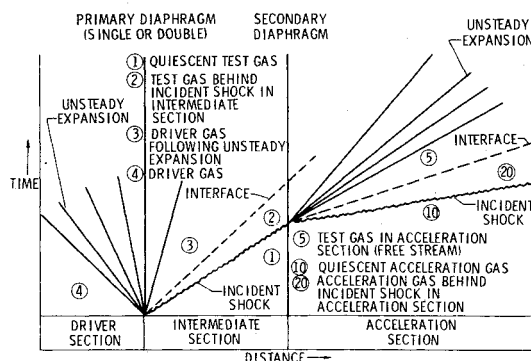 PRIMARY DIAPHRAGM
(SINGLE OR DOUBLE)
SECONDARY
DIAPHRAGM
UNSTEADY
EXPANSION
① QUIESCENT TEST GAS
② TEST GAS BEHIND
INCIDENT SHOCK IN
INTERMEDIATE
SECTION
③ DRIVER GAS
FOLLOWING UNSTEADY
EXPANSION
④ DRIVER GAS
UNSTEADY
EXPANSION
TIME
INTERFACE
INTERFACE
⑤
⑳
②
③
①
⑩
INCIDENT
SHOCK
④
INCIDENT
SHOCK
⑤ TEST GAS IN ACCELERATION
SECTION (FREE STREAM)
⑩ QUIESCENT ACCELERATION GAS
⑳ ACCELERATION GAS BEHIND
INCIDENT SHOCK IN
ACCELERATION SECTION
DRIVER
SECTION
INTERMEDIATE
SECTION
ACCELERATION
SECTION
DISTANCE